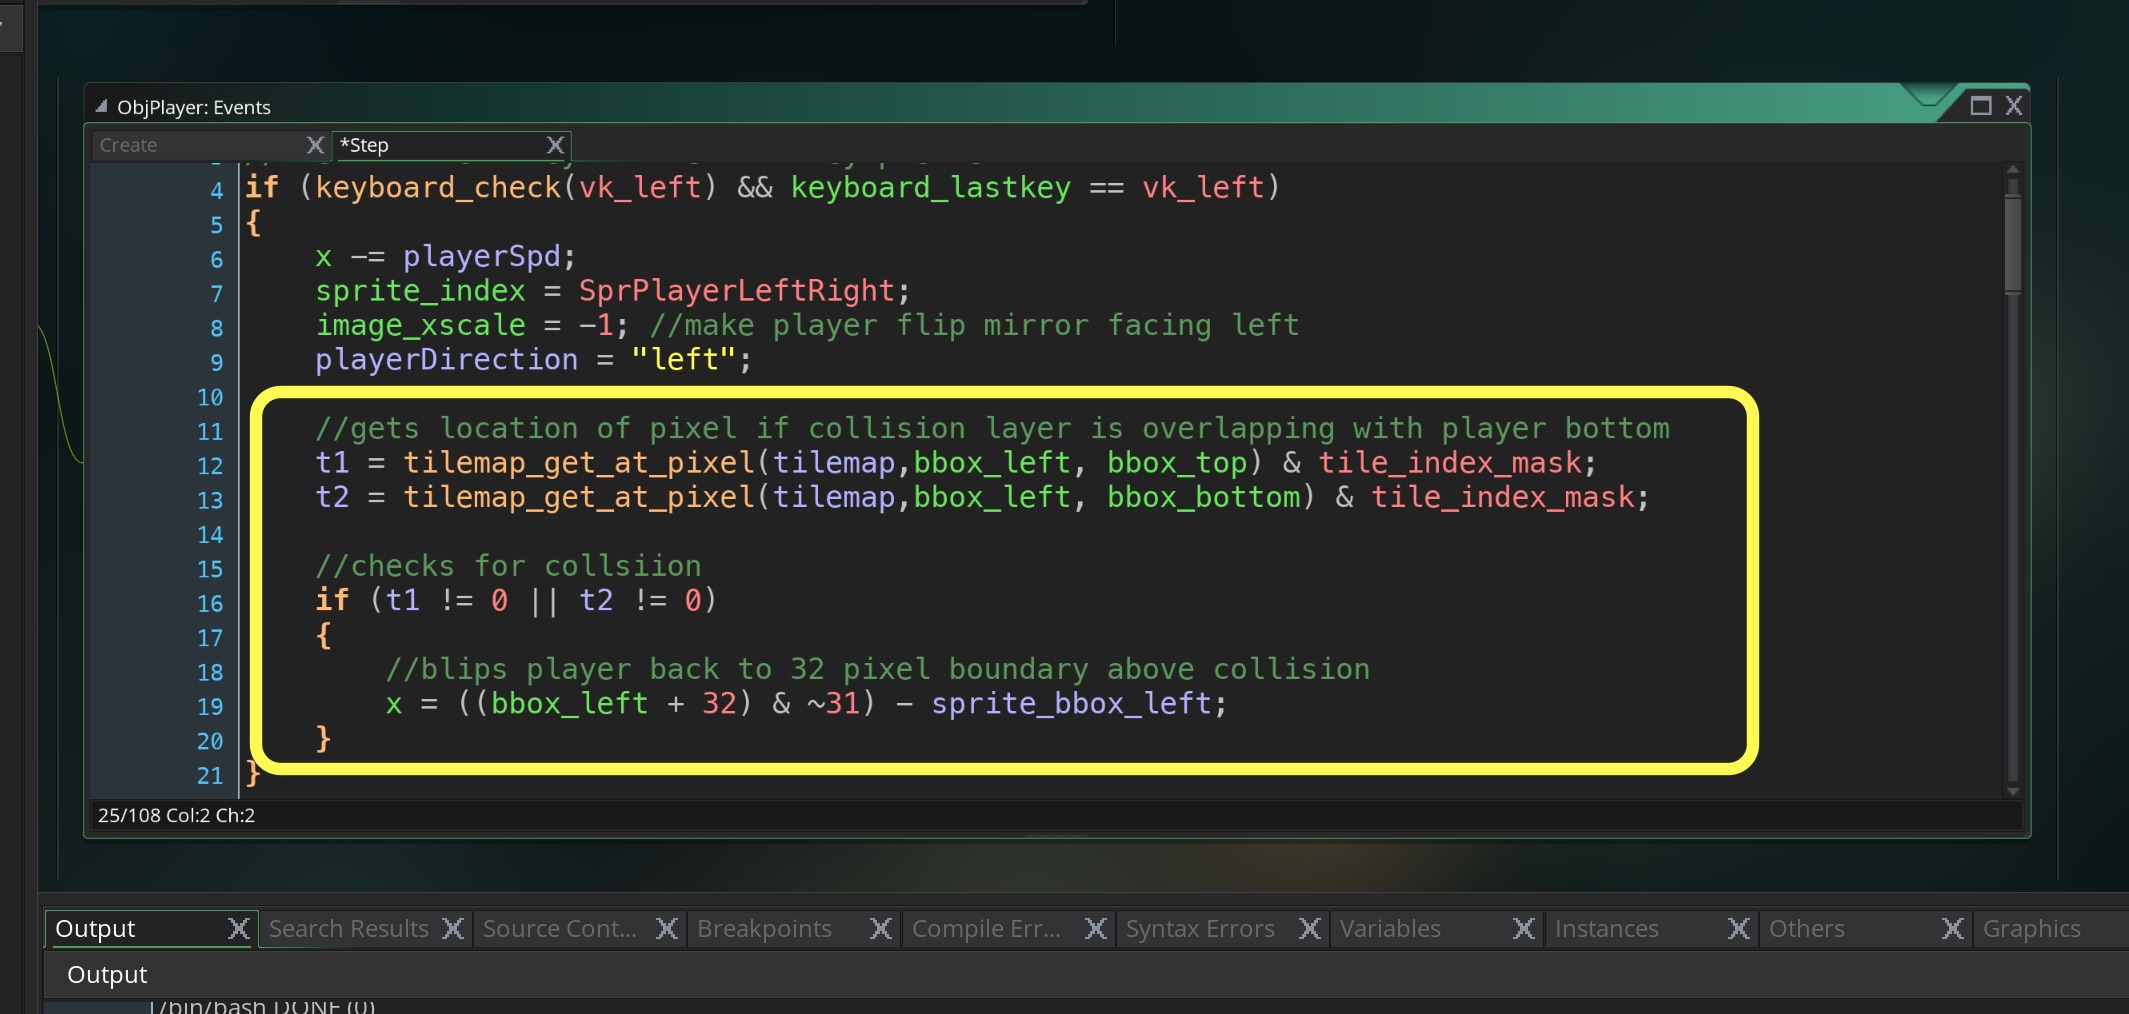 ObjPlayer: Events
Create
*Step
4 if (keyboard_check(vk_left) && keyboard_lastkey == vk_left)
5 {
6 x -= playerSpd;
7 sprite_index = SprPlayerLeftRight;
8 image_xscale = -1; //make player flip mirror facing left
9 playerDirection = "left";
10
11 //gets location of pixel if collision layer is overlapping with player bottom
12 t1 = tilemap_get_at_pixel(tilemap,bbox_left, bbox_top) & tile_index_mask;
13 t2 = tilemap_get_at_pixel(tilemap,bbox_left, bbox_bottom) & tile_index_mask;
14
15 //checks for collsiion
16 if (t1 != 0 || t2 != 0)
17 {
18 //blips player back to 32 pixel boundary above collision
19 x = ((bbox_left + 32) & ~31) - sprite_bbox_left;
20 }
21 }
25/108 Col:2 Ch:2
Output Search Results Source Cont... Breakpoints Compile Err... Syntax Errors Variables Instances Others Graphics
Output
/bin/bash DONE (0)